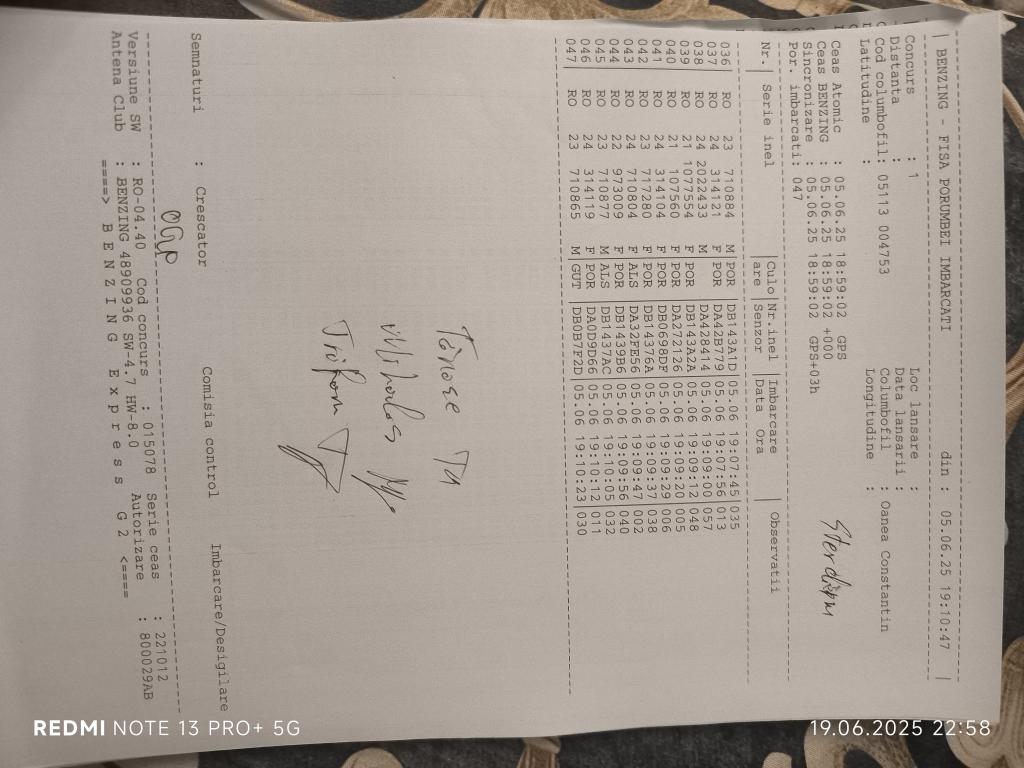 | BENZING - FISA PORUMBEI IMBARCATI din : 05.06.25 19:10:47 |
Concurs : 1 Loc lansare :
Distanta : Data lansarii :
Cod columbofil: 05113 004753 Columbofil : Oanea Constantin
Latitudine : Longitudine :
Ceas Atomic : 05.06.25 18:59:02 GPS
Ceas BENZING : 05.06.25 18:59:02 +000
Sincronizare : 05.06.25 18:59:02 GPS+03h
Por. imbarcati: 047
Nr.| Serie inel |Culo|Nr.inel |Imbarcare | Observatii
are | Senzor | Data Ora |
036| RO 23 710884 M|POR |DB143A1D|05.06 19:07:45|035
037| RO 24 314121 F|POR |DA42B779|05.06 19:07:56|013
038| RO 24 2022433 M| |DA428414|05.06 19:09:00|057
039| RO 21 1077554 F|POR |DB143A2A|05.06 19:09:12|048
040| RO 21 107560 F|POR |DA272126|05.06 19:09:20|005
041| RO 24 314104 F|POR |DB0698DF|05.06 19:09:29|006
042| RO 23 717280 F|POR |DB14376A|05.06 19:09:37|038
043| RO 24 710804 F|ALS |DA32FE56|05.06 19:09:47|002
044| RO 22 973009 F|POR |DB1439B6|05.06 19:09:56|040
045| RO 23 710877 M|ALS |DB1437AC|05.06 19:10:05|032
046| RO 24 314119 F|POR |DA0D9D66|05.06 19:10:12|011
047| RO 23 710865 M|GUT |DB0B7F2D|05.06 19:10:23|030
Trifon
Semnaturi : Crescator Comisia control Imbarcare/Desigilare
Versiune SW : RO-04.40 Cod concurs : 015078 Serie ceas : 221012
Antena Club : BENZING 48909936 SW-4.7 HW-8.0 Autorizare : 800029AB
====> B E N Z I N G E x p r e s s G 2 <====
REDMI NOTE 13 PRO+ 5G
19.06.2025 22:58